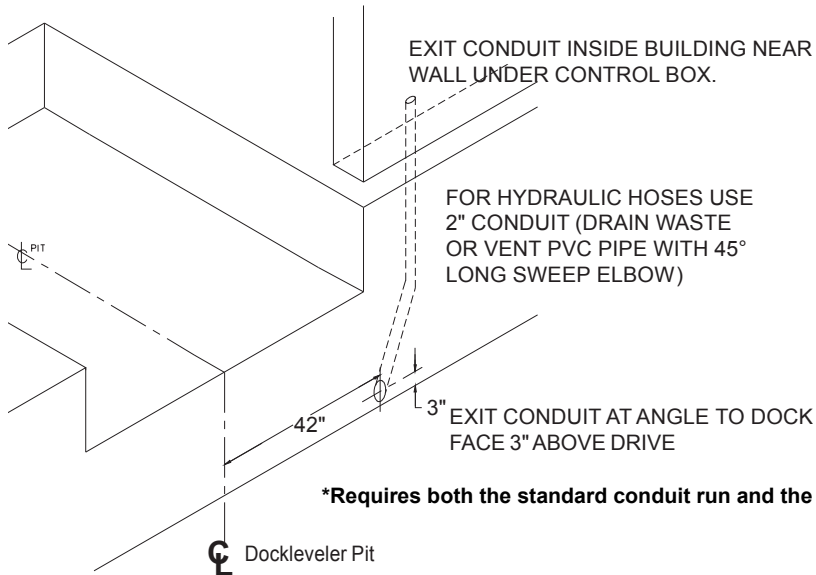 EXIT CONDUIT INSIDE BUILDING NEAR
WALL UNDER CONTROL BOX.
FOR HYDRAULIC HOSES USE
2" CONDUIT (DRAIN WASTE
OR VENT PVC PIPE WITH 45°
LONG SWEEP ELBOW)
℄ PIT
42"
3"
EXIT CONDUIT AT ANGLE TO DOCK
FACE 3" ABOVE DRIVE
*Requires both the standard conduit run and the
℄ Dockleveler Pit